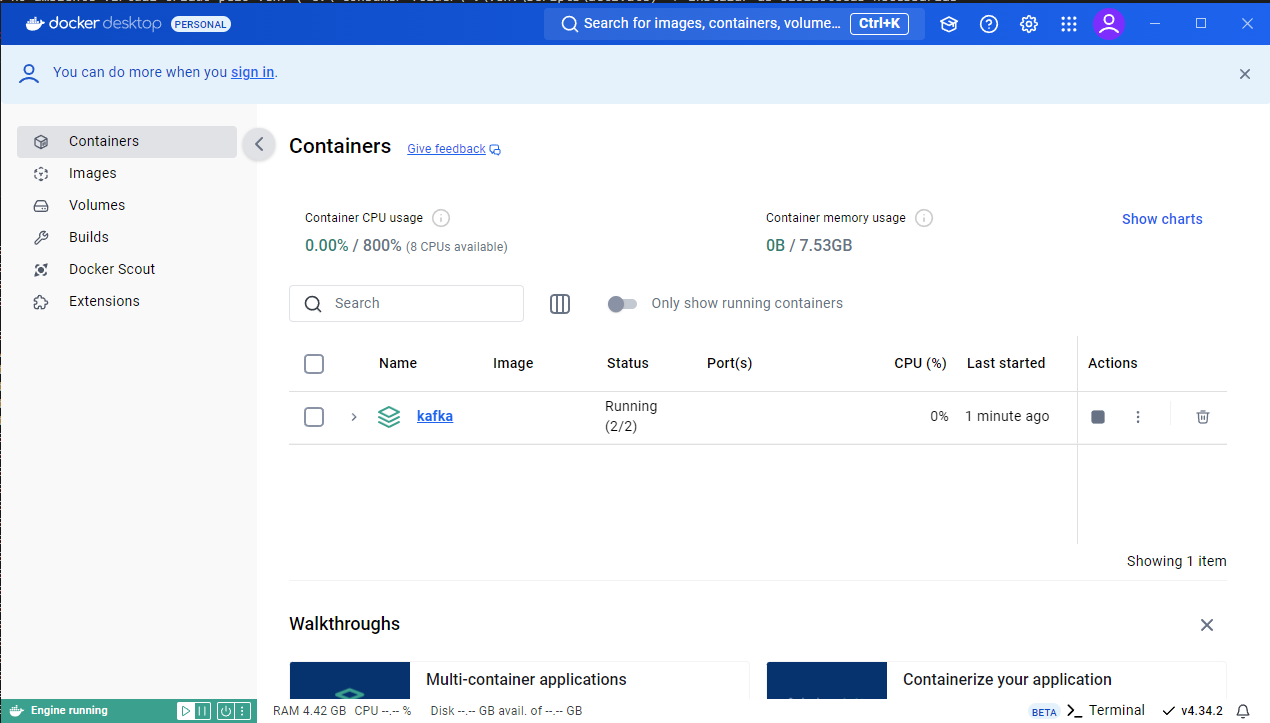 docker desktop PERSONAL Search for images, containers, volume... Ctrl+K
You can do more when you sign in.
Containers
Images
Volumes
Builds
Docker Scout
Extensions
Containers Give feedback
Container CPU usage
0.00% / 800% (8 CPUs available)
Container memory usage
0B / 7.53GB
Show charts
Search
Only show running containers
Name Image Status Port(s) CPU (%) Last started Actions
kafka Running (2/2) 0% 1 minute ago
Showing 1 item
Walkthroughs
Multi-container applications
Containerize your application
Engine running RAM 4.42 GB CPU --.-- % Disk --.-- GB avail. of --.-- GB BETA Terminal v4.34.2